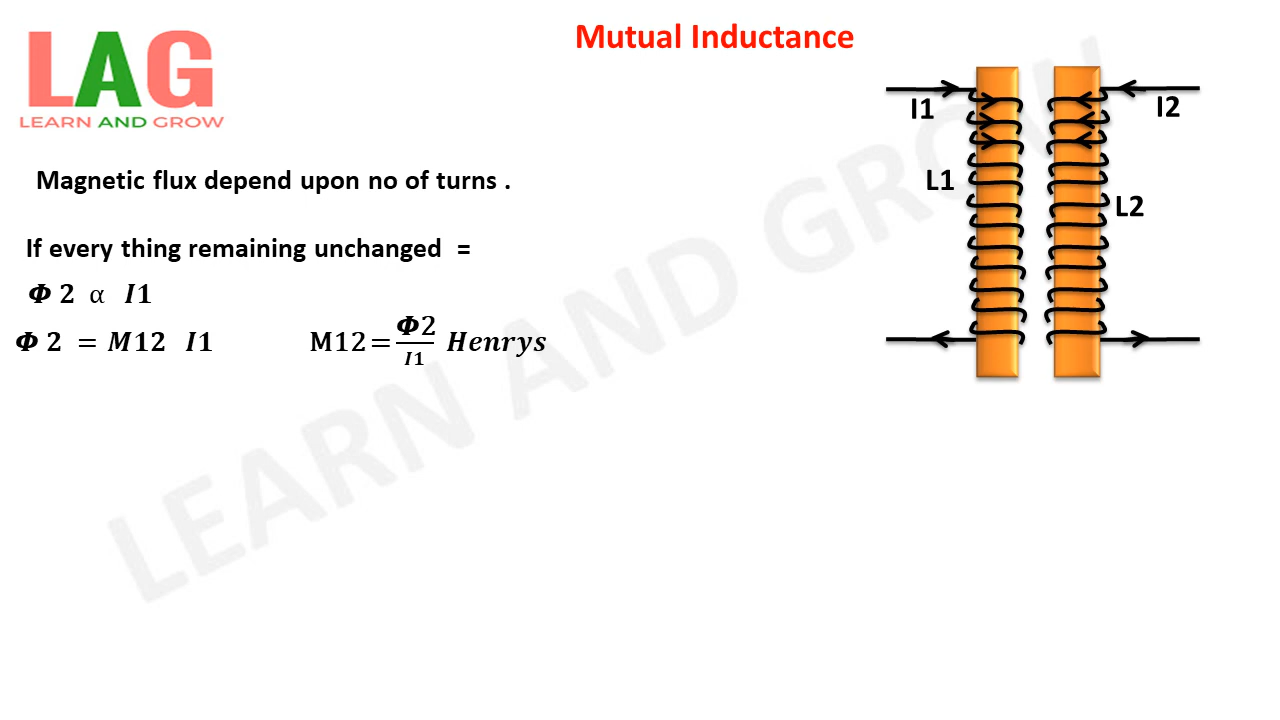 LAG
LEARN AND GROW
Mutual Inductance
I1
I2
L1
L2
Magnetic flux depend upon no of turns .
If every thing remaining unchanged =
Φ 2 α I1
Φ 2 = M12 I1
M12=Φ2/I1 Henrys
LEARN AND GROW